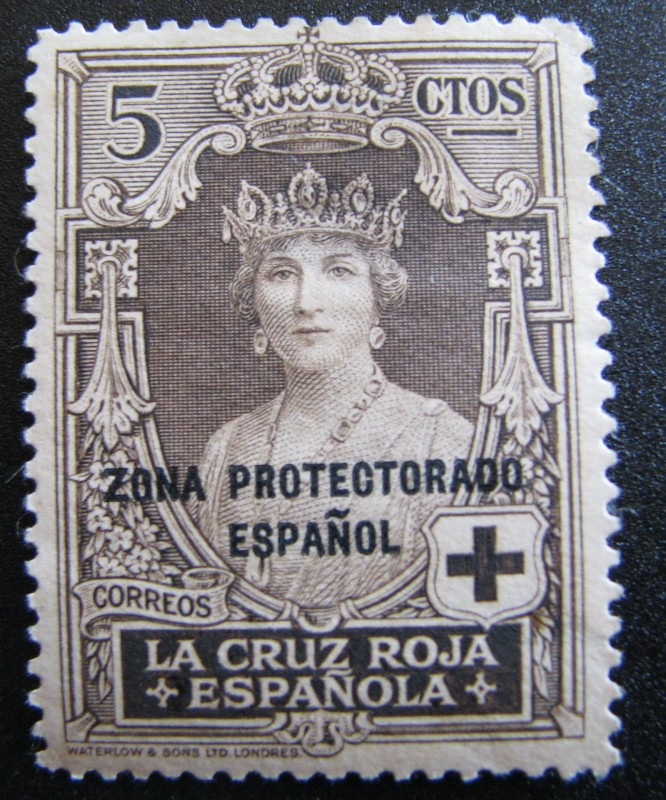 5 CTOS
ZONA PROTECTORADO
ESPAÑOL
CORREOS
LA CRUZ ROJA
ESPAÑOLA
WATERLOW & SONS LTD. LONDRES.